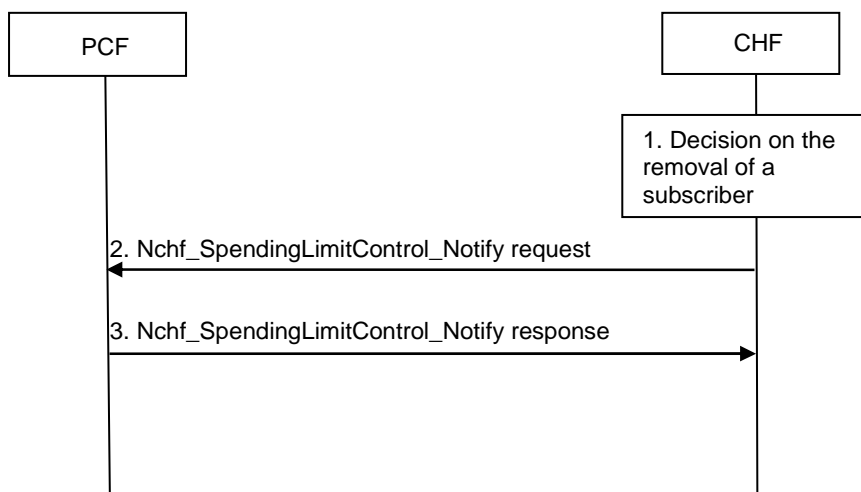 PCF
CHF
1. Decision on the
removal of a
subscriber
2. Nchf_SpendingLimitControl_Notify request
3. Nchf_SpendingLimitControl_Notify response